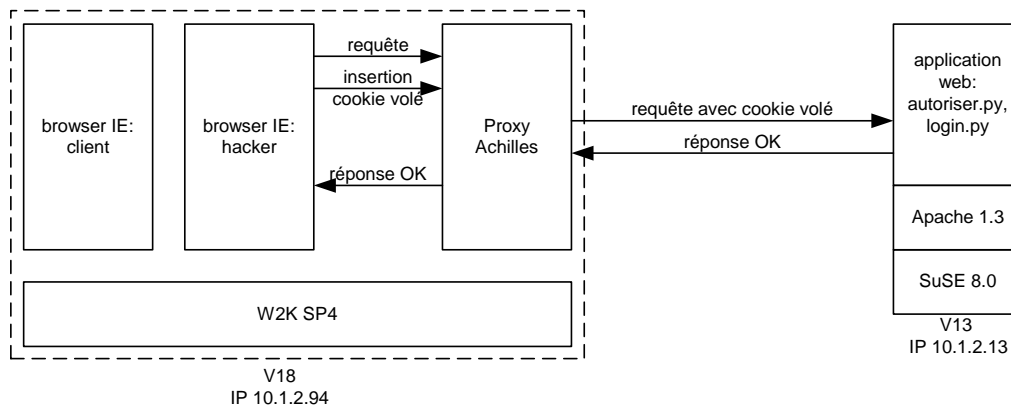 browser IE:
client
browser IE:
hacker
requête
insertion
cookie volé
réponse OK
Proxy
Achilles
requête avec cookie volé
réponse OK
application
web:
autoriser.py,
login.py
Apache 1.3
SuSE 8.0
W2K SP4
V18
IP 10.1.2.94
V13
IP 10.1.2.13